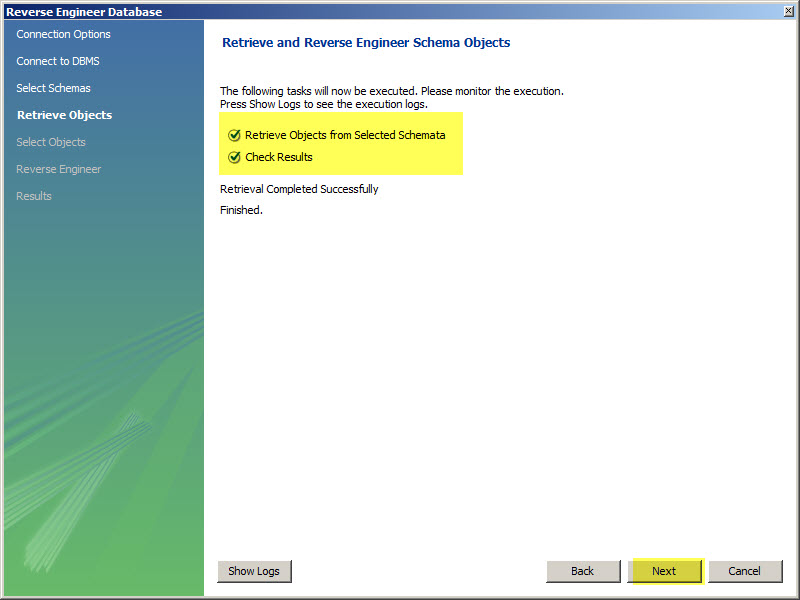 Reverse Engineer Database
Connection Options
Connect to DBMS
Select Schemas
Retrieve Objects
Select Objects
Reverse Engineer
Results
Retrieve and Reverse Engineer Schema Objects
The following tasks will now be executed. Please monitor the execution.
Press Show Logs to see the execution logs.
Retrieve Objects from Selected Schemata
Check Results
Retrieval Completed Successfully
Finished.
Show Logs
Back
Next
Cancel